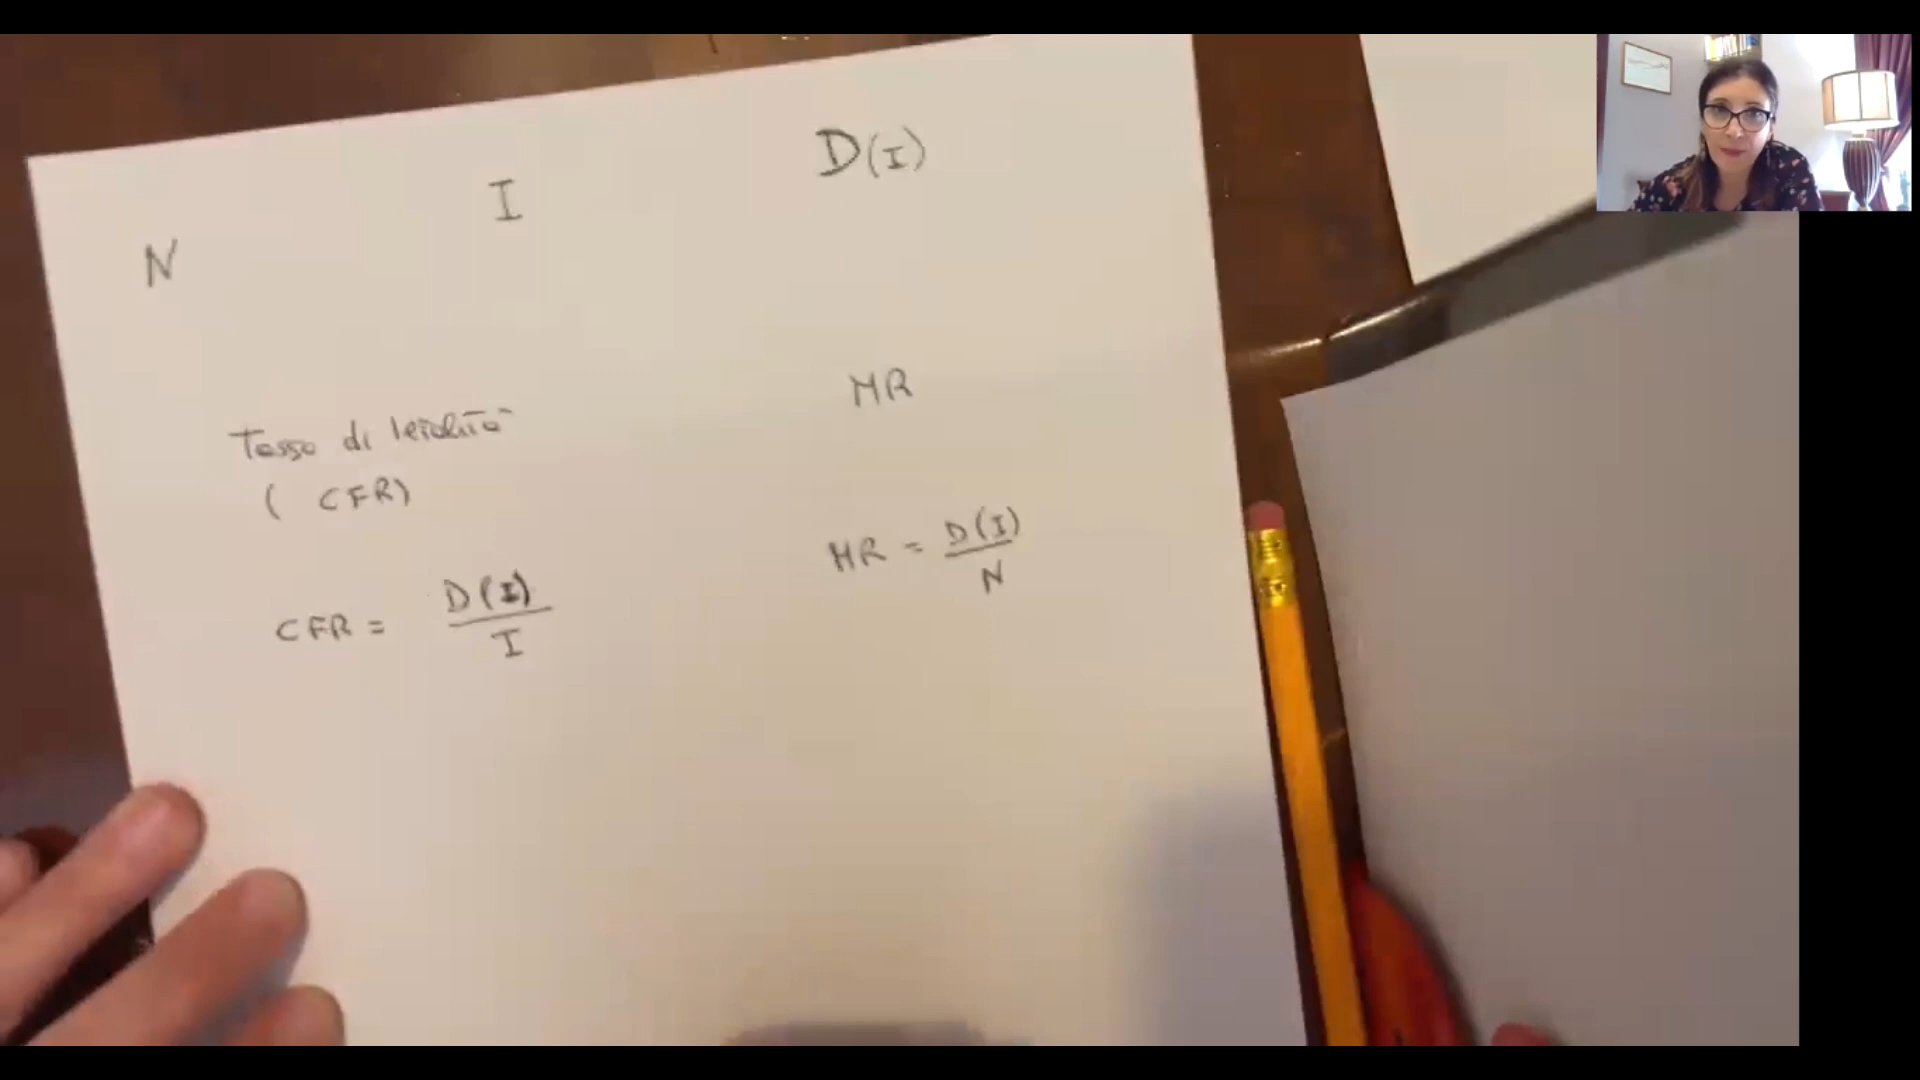 D(I)
I
N
MR
Tasso di letalità
( CFR)
MR = D(I)/N
CFR = D(I)/I